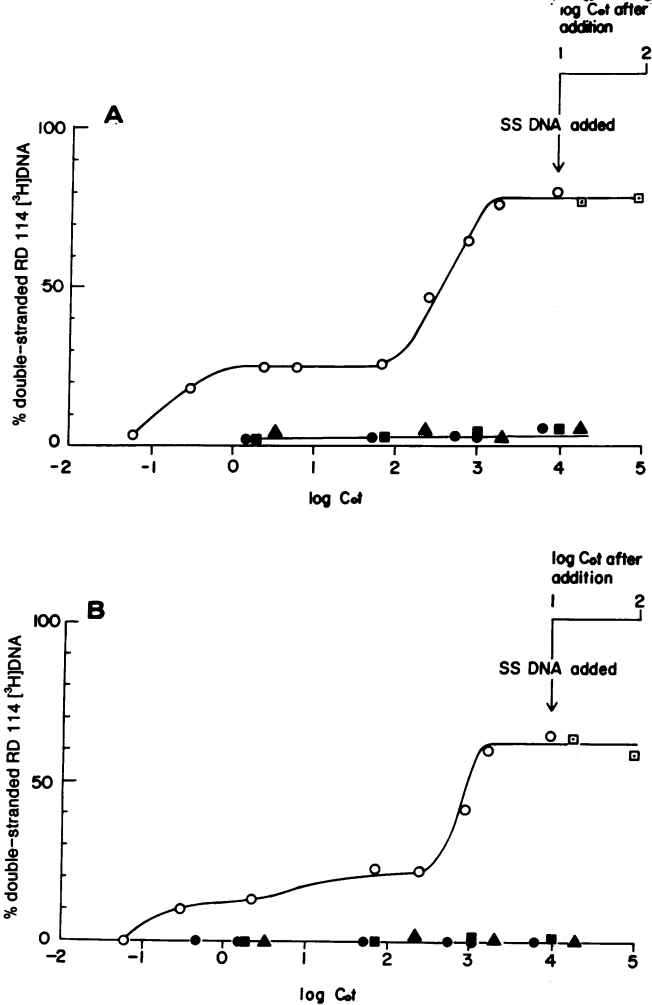 log Cot after
addition
1 2
A
SS DNA added
100
50
0
% double-stranded RD 114 [³H]DNA
-2 -1 0 1 2 3 4 5
log Cot
log Cot after
addition
1 2
B
SS DNA added
100
50
0
% double-stranded RD 114 [³H]DNA
-2 -1 0 1 2 3 4 5
log Cot